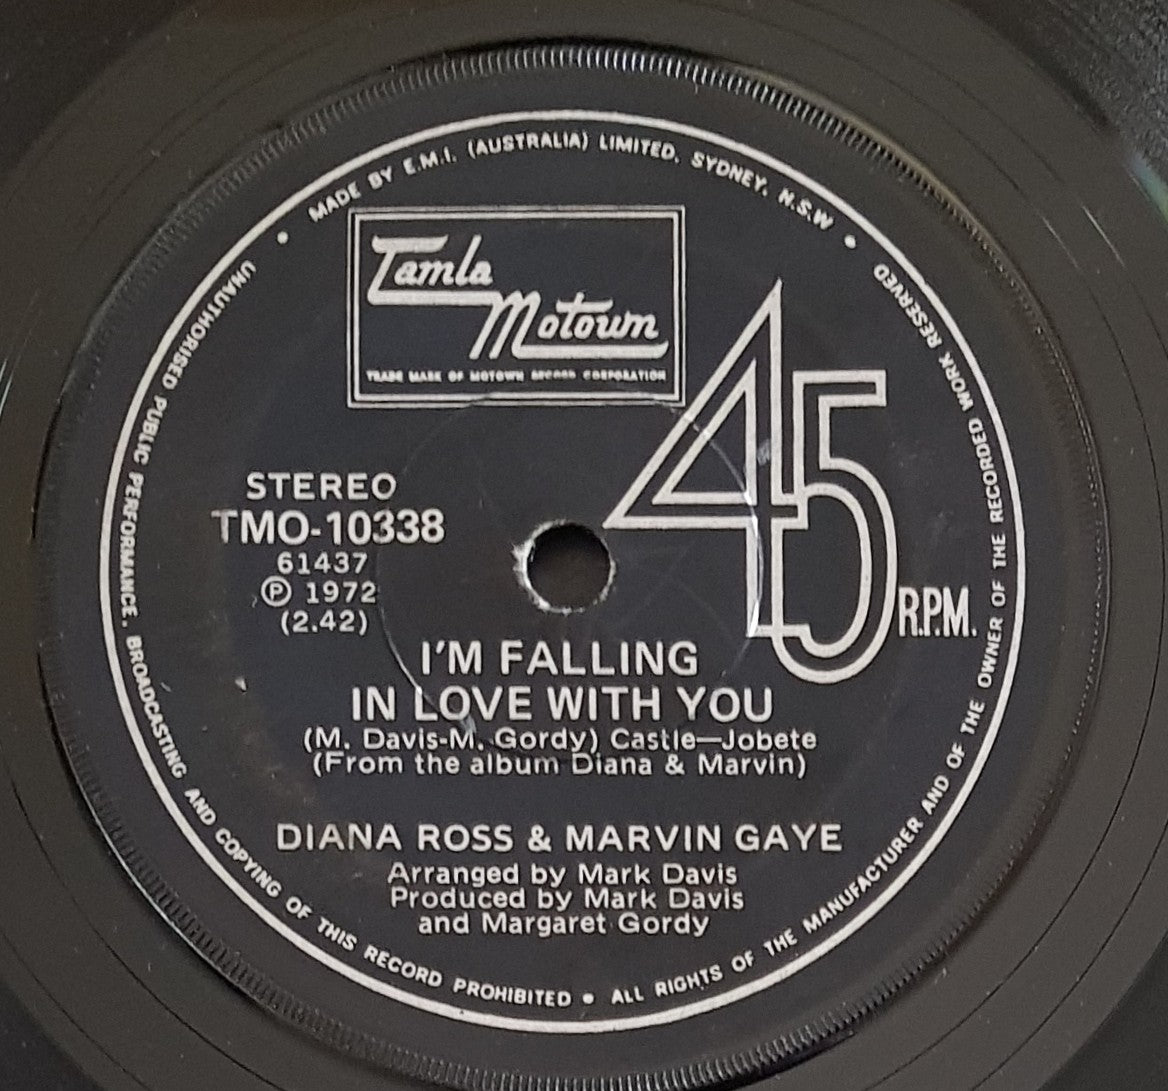 MADE BY E.M.I. (AUSTRALIA) LIMITED. SYDNEY. N.S.W •
UNAUTHORISED PUBLIC PERFORMANCE. BROADCASTING AND COPYING OF THIS RECORD PROHIBITED • ALL RIGHTS OF THE MANUFACTURER AND OF THE OWNER OF THE RECORDED WORK RESERVED •
Tamla
Motown
TRADE MARK OF MOTOWN RECORD CORPORATION
45
R.P.M.
STEREO
TMO-10338
61437
Ⓟ 1972
(2.42)
I'M FALLING
IN LOVE WITH YOU
(M. Davis-M. Gordy) Castle—Jobete
(From the album Diana & Marvin)
DIANA ROSS & MARVIN GAYE
Arranged by Mark Davis
Produced by Mark Davis
and Margaret Gordy